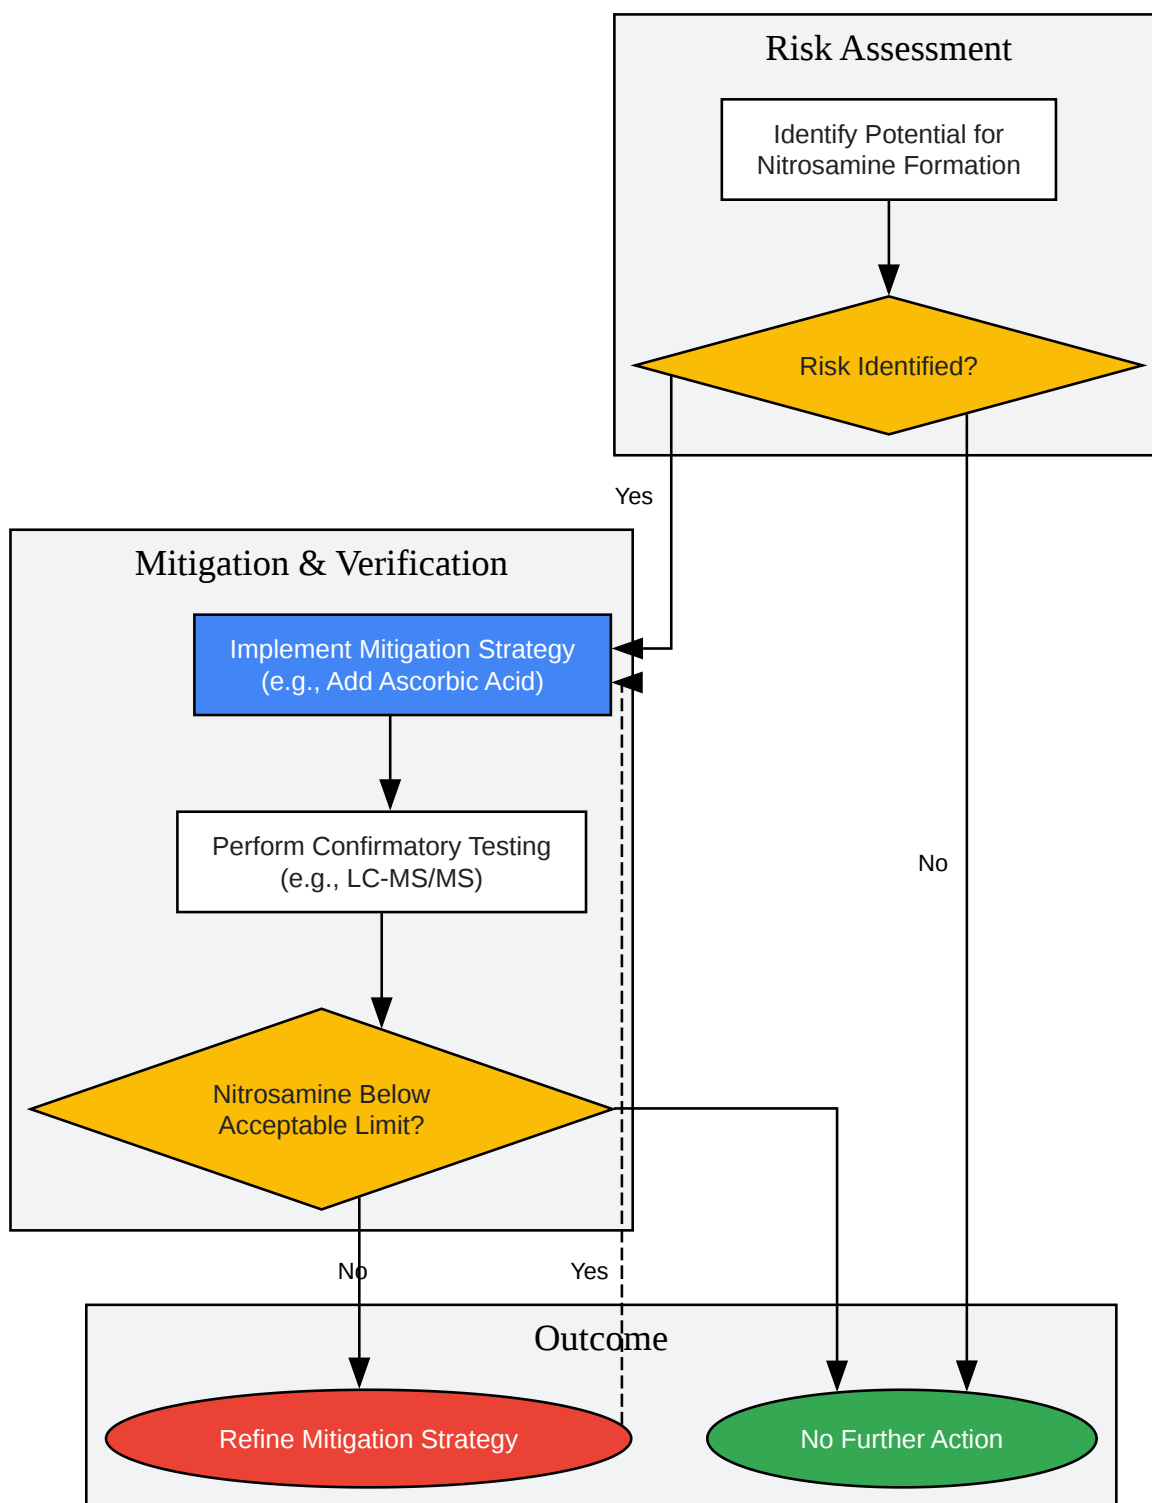 Risk Assessment
Identify Potential for
Nitrosamine Formation
Risk Identified?
Yes
Mitigation & Verification
Implement Mitigation Strategy
(e.g., Add Ascorbic Acid)
Perform Confirmatory Testing
(e.g., LC-MS/MS)
No
Nitrosamine Below
Acceptable Limit?
No
Yes
Outcome
Refine Mitigation Strategy
No Further Action